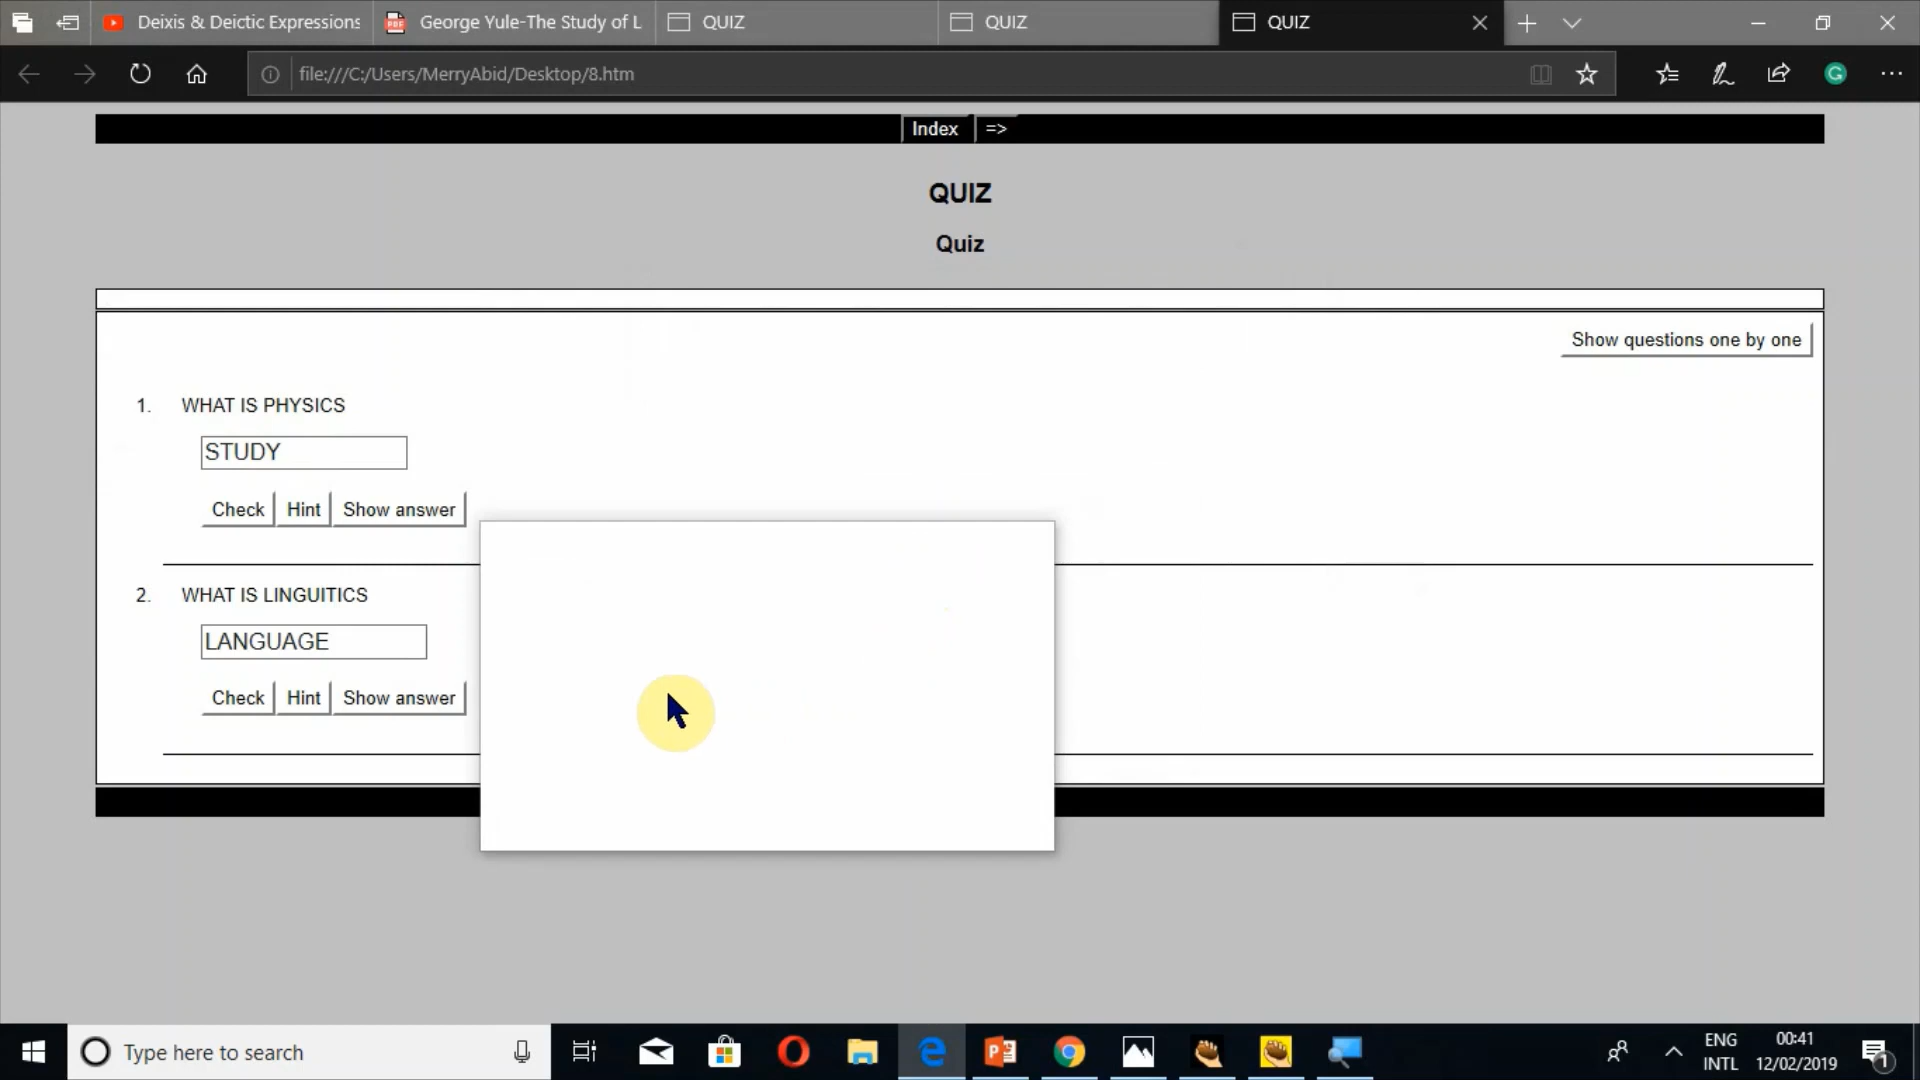 Deixis & Deictic Expressions
George Yule-The Study of L
QUIZ
QUIZ
QUIZ
file:///C:/Users/MerryAbid/Desktop/8.htm
Index =>
QUIZ
Quiz
Show questions one by one
1. WHAT IS PHYSICS
STUDY
Check Hint Show answer
2. WHAT IS LINGUITICS
LANGUAGE
Check Hint Show answer
Type here to search
ENG
INTL
00:41
12/02/2019
1